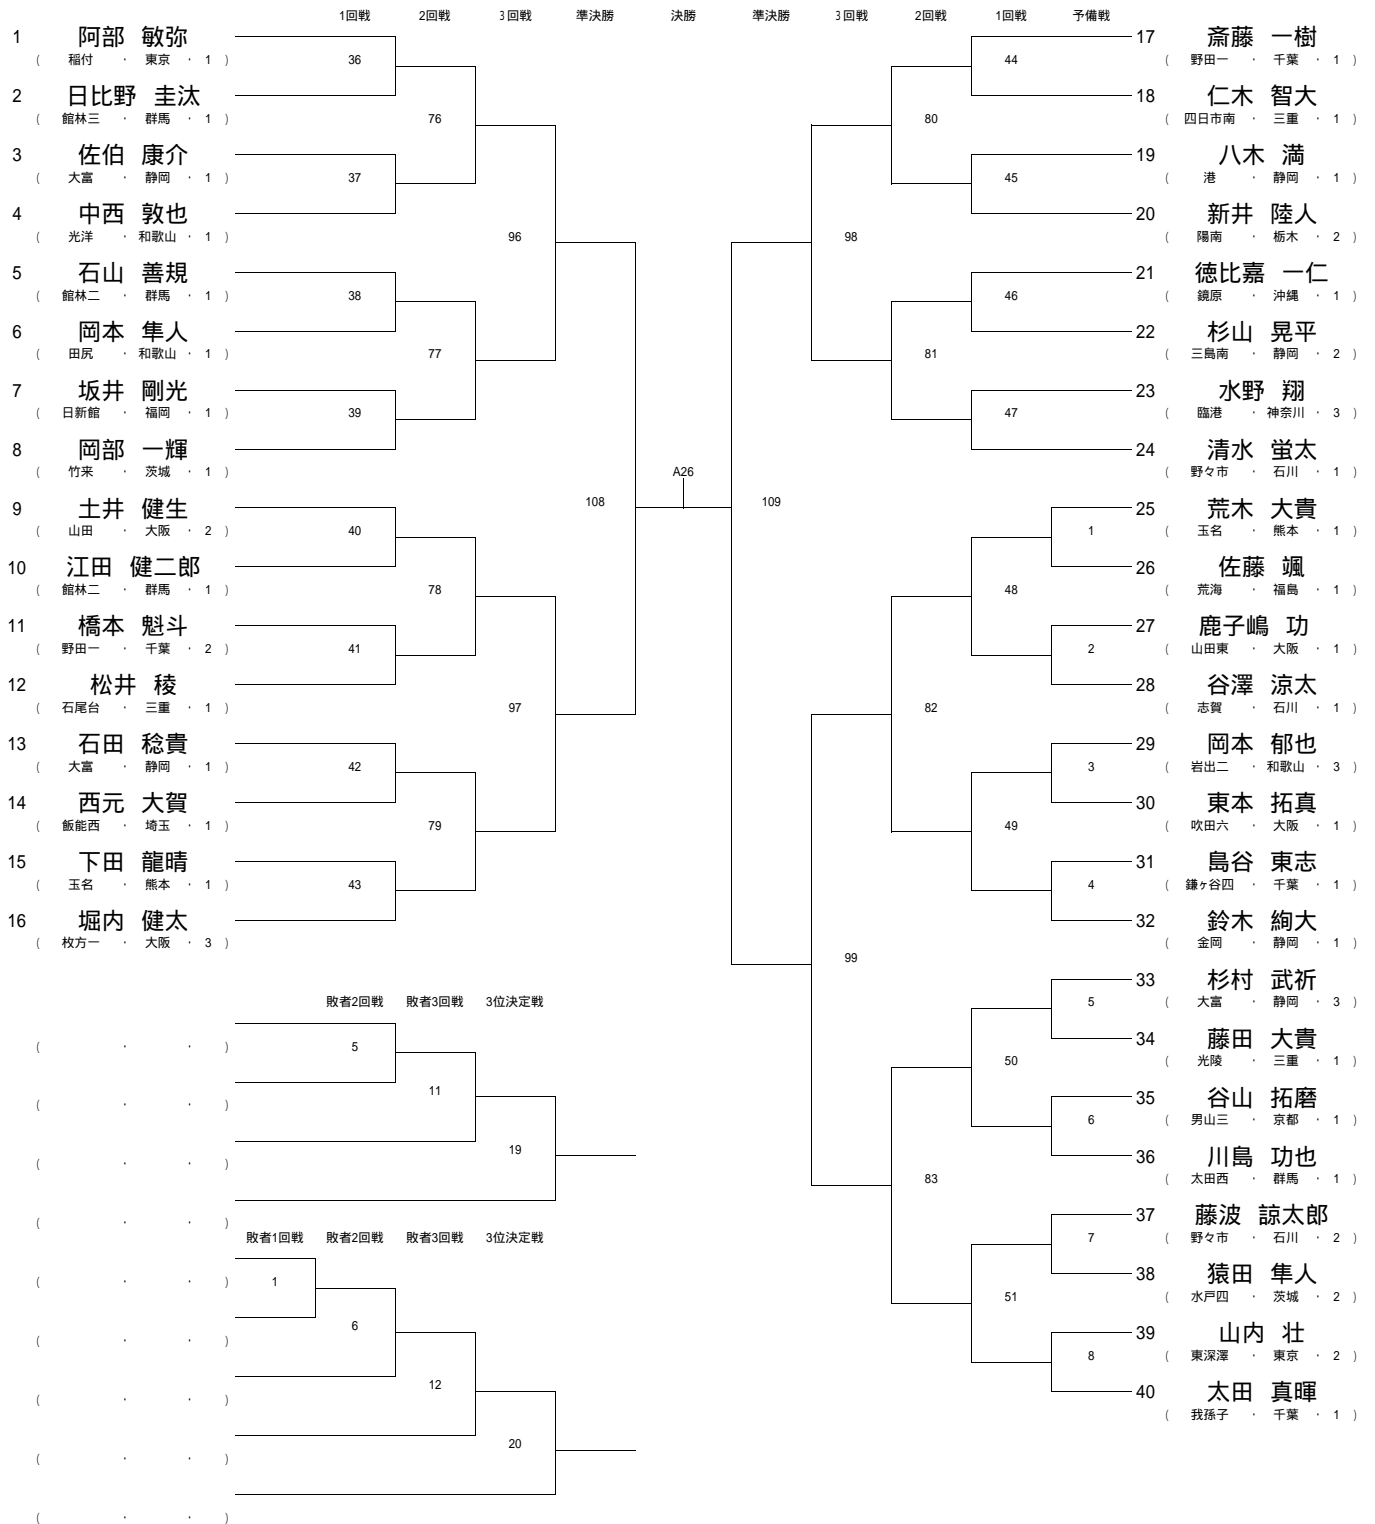 1回戦 2回戦 3回戦 準決勝 決勝 準決勝 3回戦 2回戦 1回戦 予備戦
1 阿部 敏弥
( 稲付 ・ 東京 ・ 1 )
36
2 日比野 圭汰
( 館林三 ・ 群馬 ・ 1 )
76
3 佐伯 康介
( 大富 ・ 静岡 ・ 1 )
37
4 中西 敦也
( 光洋 ・ 和歌山 ・ 1 )
96
5 石山 善規
( 館林二 ・ 群馬 ・ 1 )
38
6 岡本 隼人
( 田尻 ・ 和歌山 ・ 1 )
77
7 坂井 剛光
( 日新館 ・ 福岡 ・ 1 )
39
8 岡部 一輝
( 竹来 ・ 茨城 ・ 1 )
108
9 土井 健生
( 山田 ・ 大阪 ・ 2 )
40
10 江田 健二郎
( 館林二 ・ 群馬 ・ 1 )
78
11 橋本 魁斗
( 野田一 ・ 千葉 ・ 2 )
41
12 松井 稜
( 石尾台 ・ 三重 ・ 1 )
97
13 石田 稔貴
( 大富 ・ 静岡 ・ 1 )
42
14 西元 大賀
( 飯能西 ・ 埼玉 ・ 1 )
79
15 下田 龍晴
( 玉名 ・ 熊本 ・ 1 )
43
16 堀内 健太
( 枚方一 ・ 大阪 ・ 3 )
A26
17 斎藤 一樹
( 野田一 ・ 千葉 ・ 1 )
44
18 仁木 智大
( 四日市南 ・ 三重 ・ 1 )
80
19 八木 満
( 港 ・ 静岡 ・ 1 )
45
20 新井 陸人
( 陽南 ・ 栃木 ・ 2 )
98
21 徳比嘉 一仁
( 鏡原 ・ 沖縄 ・ 1 )
46
22 杉山 晃平
( 三島南 ・ 静岡 ・ 2 )
81
23 水野 翔
( 臨港 ・ 神奈川 ・ 3 )
47
24 清水 蛍太
( 野々市 ・ 石川 ・ 1 )
109
25 荒木 大貴
( 玉名 ・ 熊本 ・ 1 )
1
26 佐藤 颯
( 荒海 ・ 福島 ・ 1 )
48
27 鹿子嶋 功
( 山田東 ・ 大阪 ・ 1 )
2
28 谷澤 涼太
( 志賀 ・ 石川 ・ 1 )
82
29 岡本 郁也
( 岩出二 ・ 和歌山 ・ 3 )
3
30 東本 拓真
( 吹田六 ・ 大阪 ・ 1 )
49
31 島谷 東志
( 鎌ヶ谷四 ・ 千葉 ・ 1 )
4
32 鈴木 絢大
( 金岡 ・ 静岡 ・ 1 )
99
33 杉村 武祈
( 大富 ・ 静岡 ・ 3 )
5
34 藤田 大貴
( 光陵 ・ 三重 ・ 1 )
50
35 谷山 拓磨
( 男山三 ・ 京都 ・ 1 )
6
36 川島 功也
( 太田西 ・ 群馬 ・ 1 )
83
37 藤波 諒太郎
( 野々市 ・ 石川 ・ 2 )
7
38 猿田 隼人
( 水戸四 ・ 茨城 ・ 2 )
51
39 山内 壮
( 東深澤 ・ 東京 ・ 2 )
8
40 太田 真暉
( 我孫子 ・ 千葉 ・ 1 )
敗者2回戦 敗者3回戦 3位決定戦
( ・ ・ )
5
( ・ ・ )
11
( ・ ・ )
19
( ・ ・ )
敗者1回戦 敗者2回戦 敗者3回戦 3位決定戦
( ・ ・ )
1
( ・ ・ )
6
( ・ ・ )
12
( ・ ・ )
20
( ・ ・ )